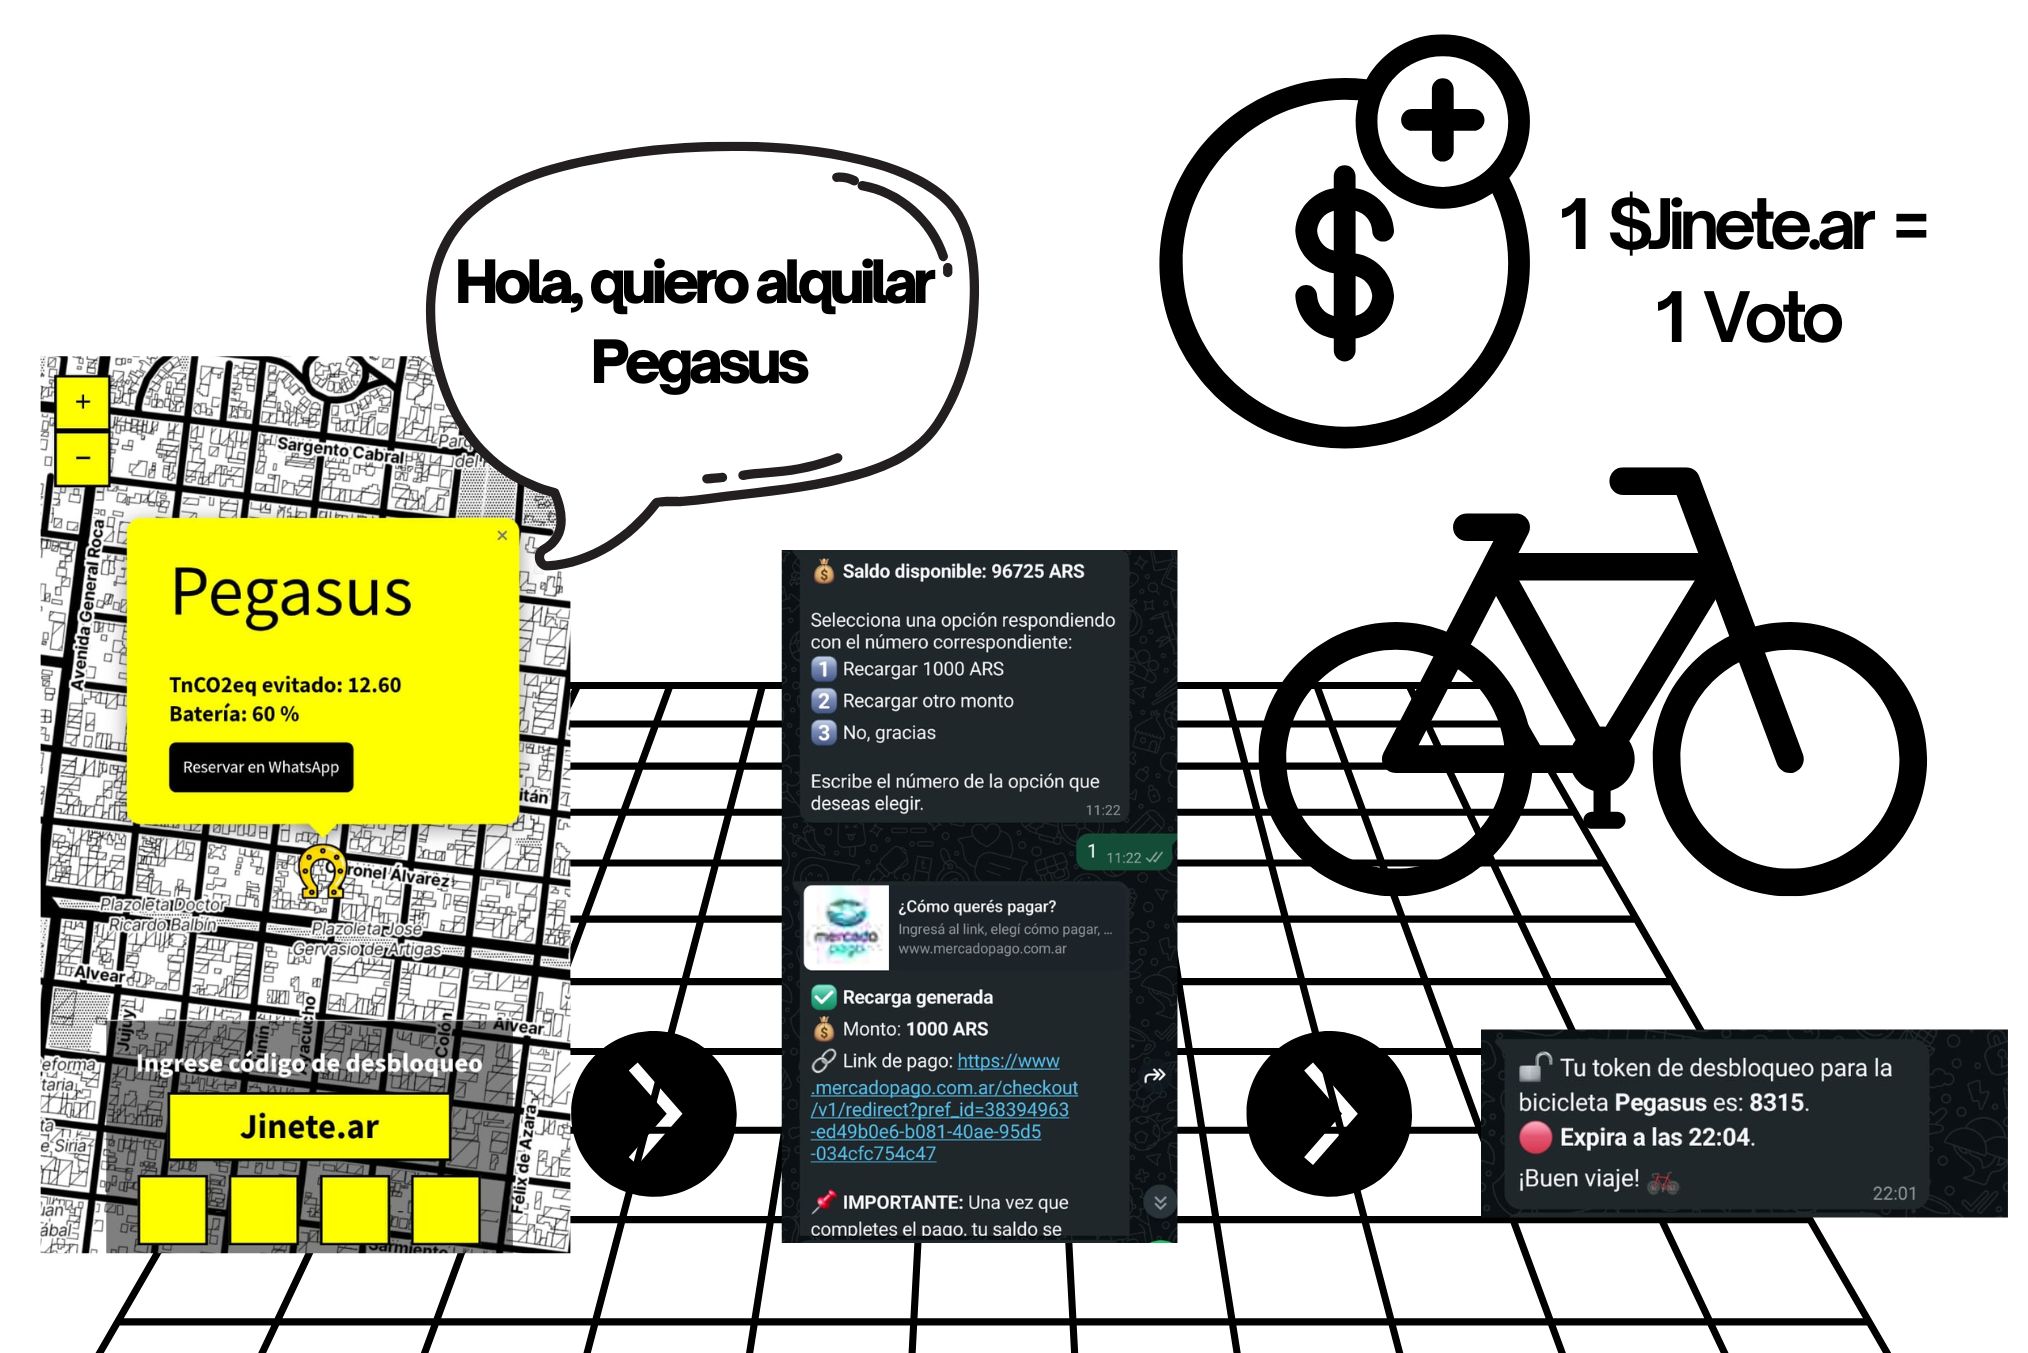 Hola, quiero alquilar
Pegasus
1 $Jinete.ar =
1 Voto
+
−
Sargento Cabral
Avenida General Roca
×
Pegasus
TnCO2eq evitado: 12.60
Batería: 60 %
Reservar en WhatsApp
Plazoleta Doctor
Ricardo Balbín
Plazoleta José
Gervasio de Artigas
Alvear
Alvear
Jujuy
Colón
Félix de Azara
Sarmiento
Ingrese código de desbloqueo
Jinete.ar
Saldo disponible: 96725 ARS
Selecciona una opción respondiendo
con el número correspondiente:
1 Recargar 1000 ARS
2 Recargar otro monto
3 No, gracias
Escribe el número de la opción que
deseas elegir.
11:22
1 11:22
mercado
pago
¿Cómo querés pagar?
Ingresá al link, elegí cómo pagar, ...
www.mercadopago.com.ar
Recarga generada
Monto: 1000 ARS
Link de pago: https://www
.mercadopago.com.ar/checkout
/v1/redirect?pref_id=38394963
-ed49b0e6-b081-40ae-95d5
-034cfc754c47
IMPORTANTE: Una vez que
completes el pago, tu saldo se
Tu token de desbloqueo para la
bicicleta Pegasus es: 8315.
Expira a las 22:04.
¡Buen viaje!
22:01